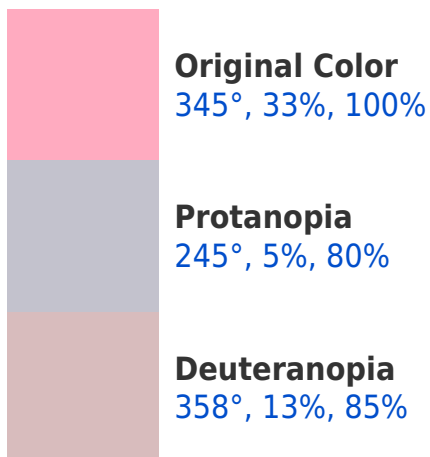 Original Color
345°, 33%, 100%
Protanopia
245°, 5%, 80%
Deuteranopia
358°, 13%, 85%